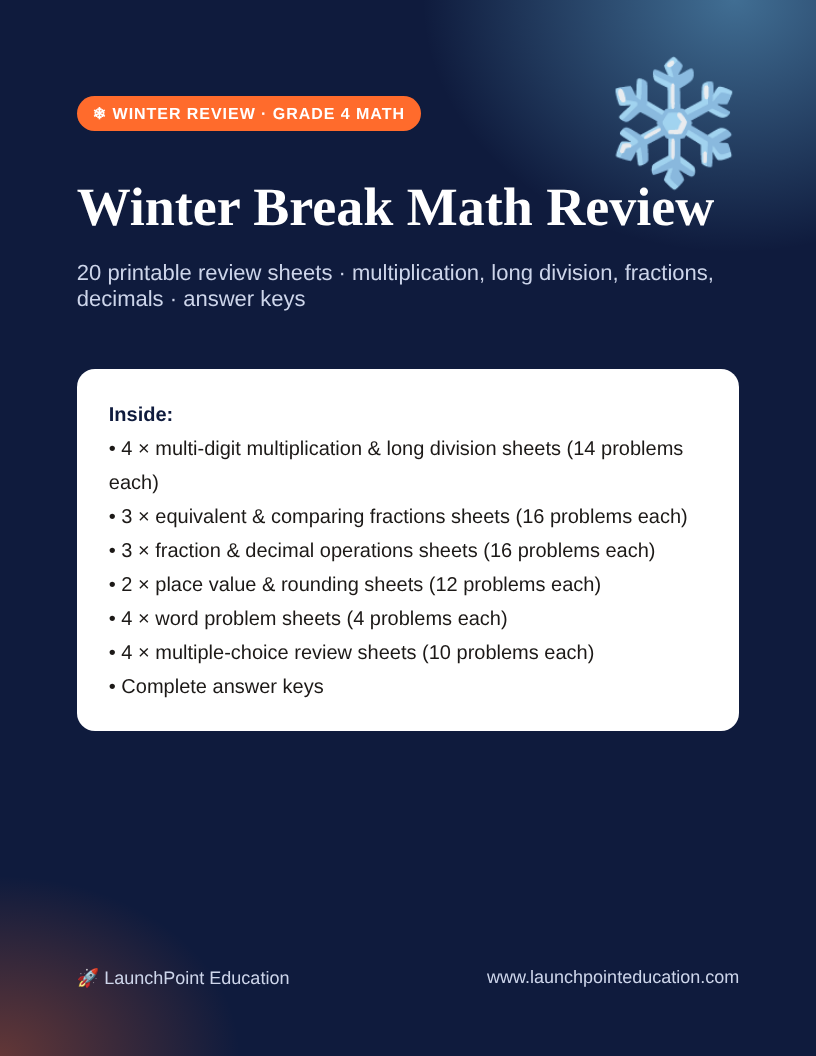 ❄ WINTER REVIEW · GRADE 4 MATH
Winter Break Math Review
20 printable review sheets · multiplication, long division, fractions,
decimals · answer keys
Inside:
• 4 × multi-digit multiplication & long division sheets (14 problems
each)
• 3 × equivalent & comparing fractions sheets (16 problems each)
• 3 × fraction & decimal operations sheets (16 problems each)
• 2 × place value & rounding sheets (12 problems each)
• 4 × word problem sheets (4 problems each)
• 4 × multiple-choice review sheets (10 problems each)
• Complete answer keys
🚀 LaunchPoint Education
www.launchpointeducation.com